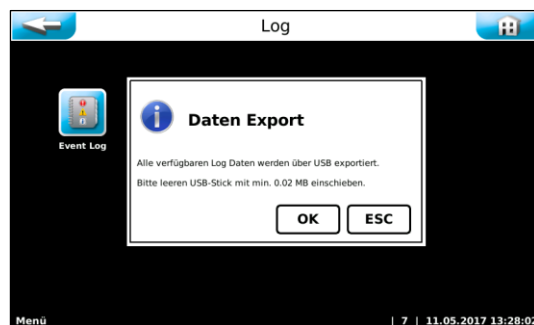 Log
Event Log
Daten Export
Alle verfügbaren Log Daten werden über USB exportiert.
Bitte leeren USB-Stick mit min. 0.02 MB einschieben.
OK
ESC
Menü
| 7 | 11.05.2017 13:28:02